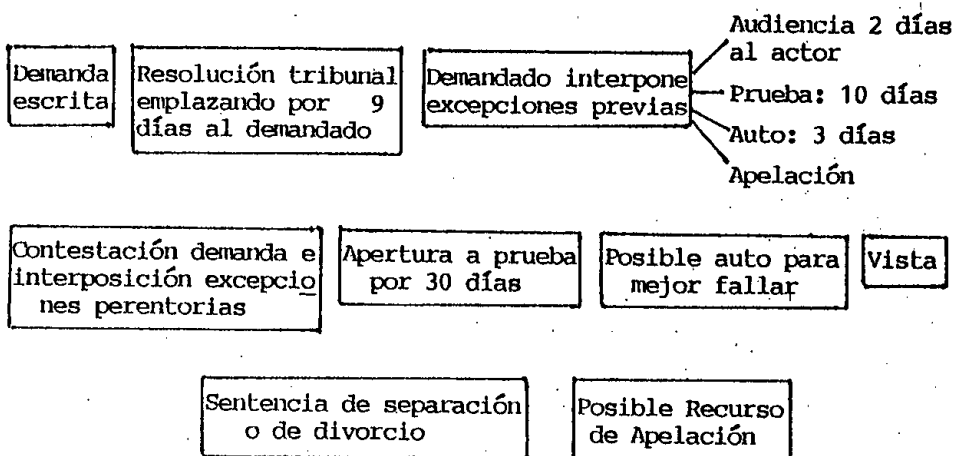 Demanda
escrita
Resolución tribunal
emplazando por 9
días al demandado
Demandado interpone
excepciones previas
Audiencia 2 días
al actor
Prueba: 10 días
Auto: 3 días
Apelación
Contestación demanda e
interposición excepcio
nes perentorias
Apertura a prueba
por 30 días
Posible auto para
mejor fallar
Vista
Sentencia de separación
o de divorcio
Posible Recurso
de Apelación